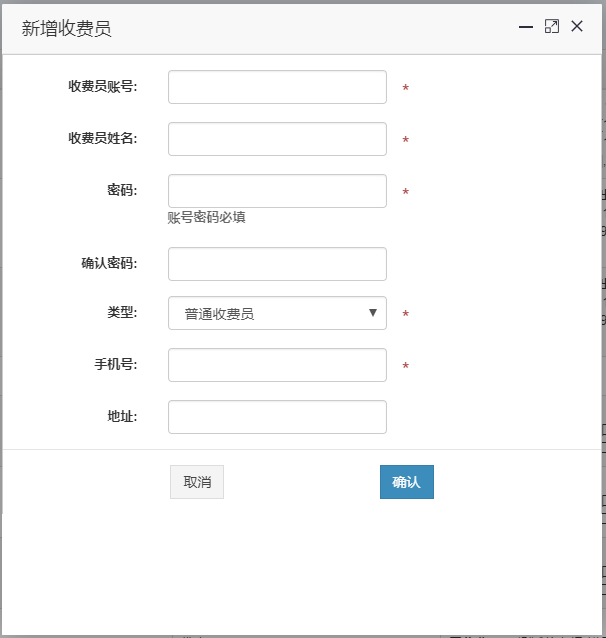 新增收费员
收费员账号: *
收费员姓名: *
密码: *
账号密码必填
确认密码:
类型: 普通收费员 ▼ *
手机号: *
地址:
取消 确认